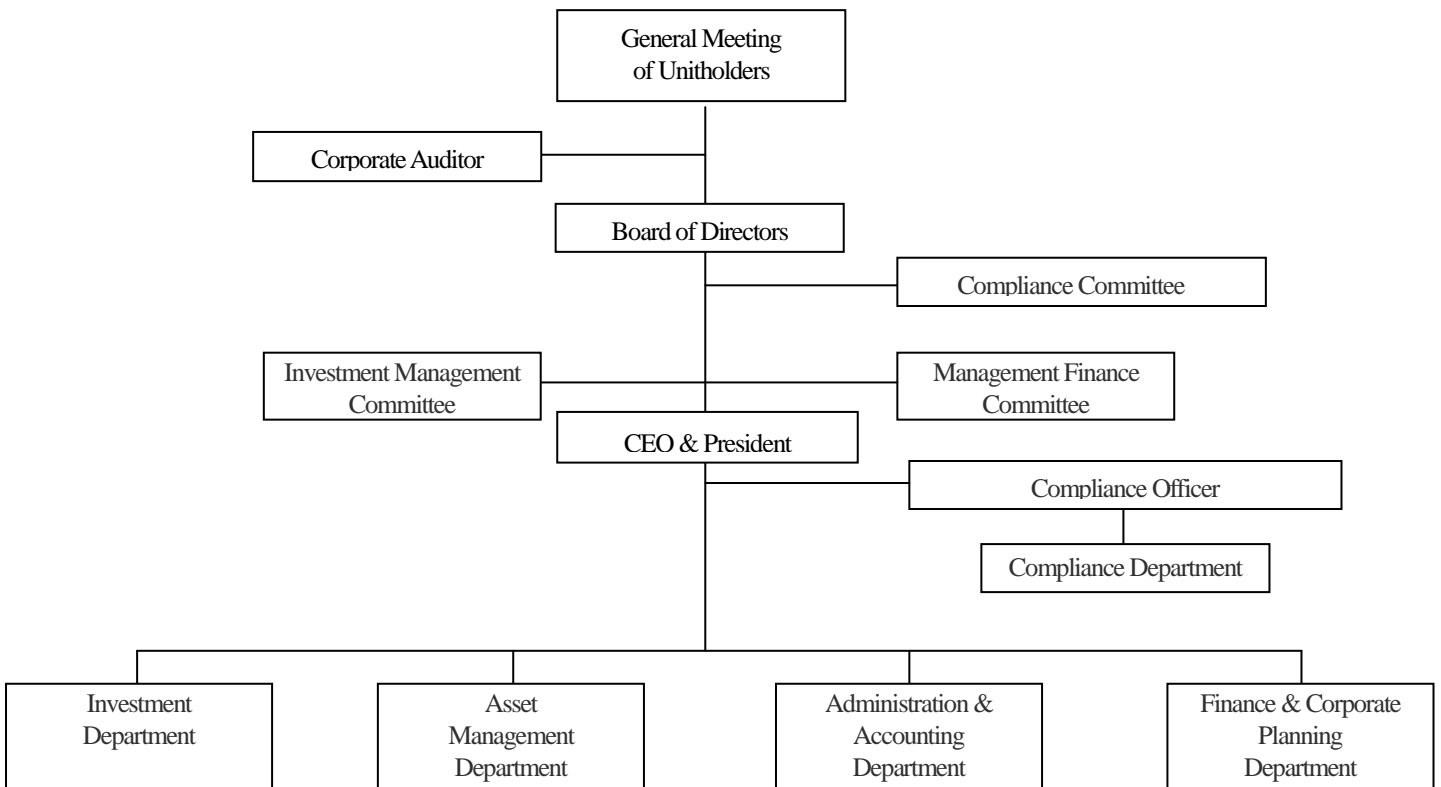 General Meeting
of Unitholders
Corporate Auditor
Board of Directors
Compliance Committee
Investment Management
Committee
Management Finance
Committee
CEO & President
Compliance Officer
Compliance Department
Investment
Department
Asset
Management
Department
Administration &
Accounting
Department
Finance & Corporate
Planning
Department